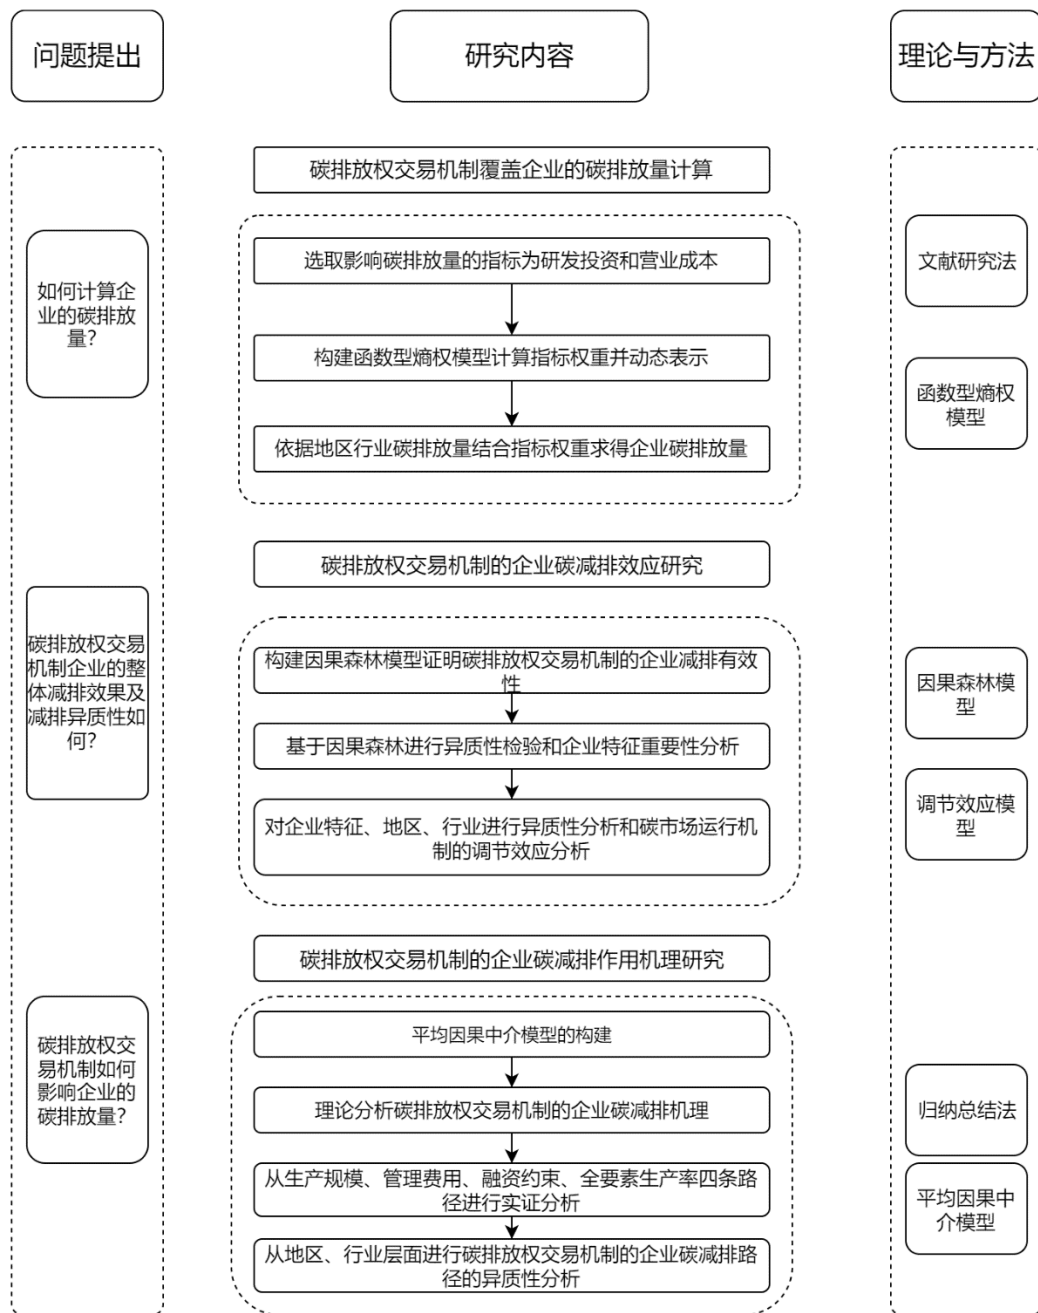 问题提出
研究内容
理论与方法
碳排放权交易机制覆盖企业的碳排放量计算
如何计算企
业的碳排放
量？
选取影响碳排放量的指标为研发投资和营业成本
构建函数型熵权模型计算指标权重并动态表示
依据地区行业碳排放量结合指标权重求得企业碳排放量
文献研究法
函数型熵权
模型
碳排放权交易机制的企业碳减排效应研究
碳排放权交易
机制企业的整
体减排效果及
减排异质性如
何？
构建因果森林模型证明碳排放权交易机制的企业减排有效
性
基于因果森林进行异质性检验和企业特征重要性分析
对企业特征、地区、行业进行异质性分析和碳市场运行机
制的调节效应分析
因果森林模
型
调节效应模
型
碳排放权交易机制的企业碳减排作用机理研究
碳排放权交
易机制如何
影响企业的
碳排放量？
平均因果中介模型的构建
理论分析碳排放权交易机制的企业碳减排机理
从生产规模、管理费用、融资约束、全要素生产率四条路
径进行实证分析
从地区、行业层面进行碳排放权交易机制的企业碳减排路
径的异质性分析
归纳总结法
平均因果中
介模型